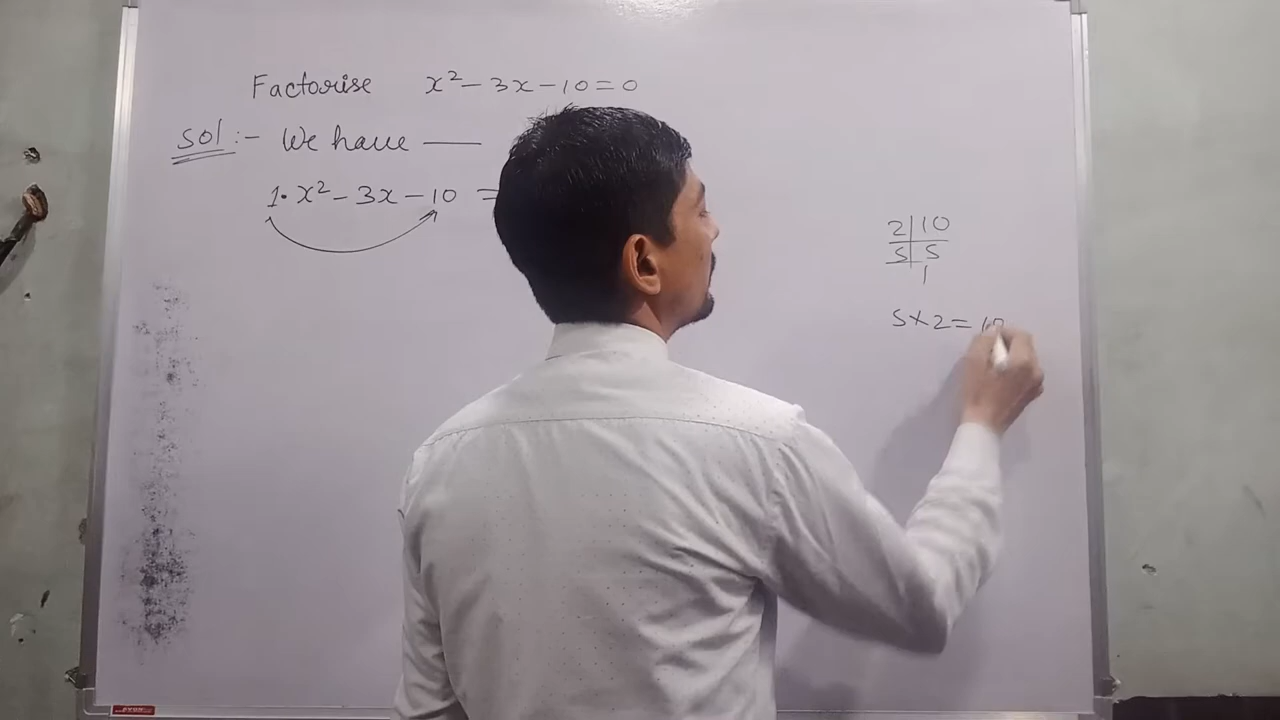 Factorise x² - 3x - 10 = 0
Sol :- We have —
1· x² - 3x - 10 =
2 | 10
5 | 5
1
5 × 2 = 10